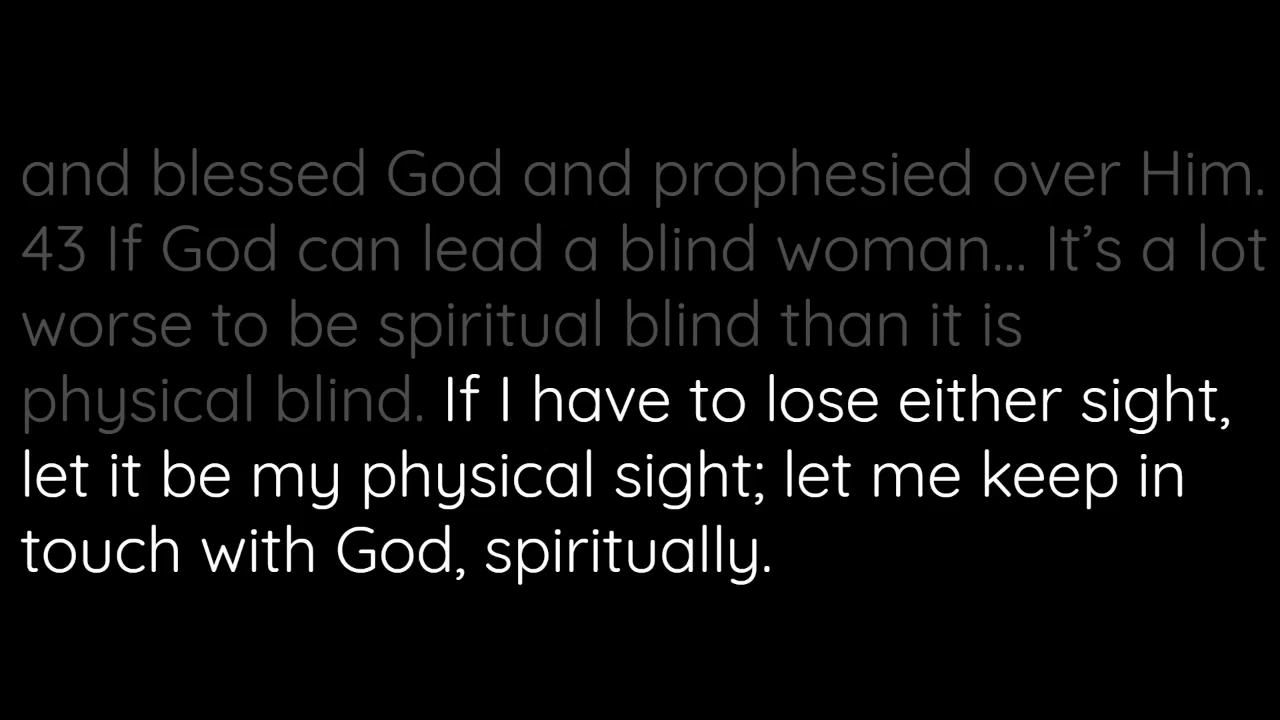 and blessed God and prophesied over Him.
43 If God can lead a blind woman... It’s a lot
worse to be spiritual blind than it is
physical blind. If I have to lose either sight,
let it be my physical sight; let me keep in
touch with God, spiritually.